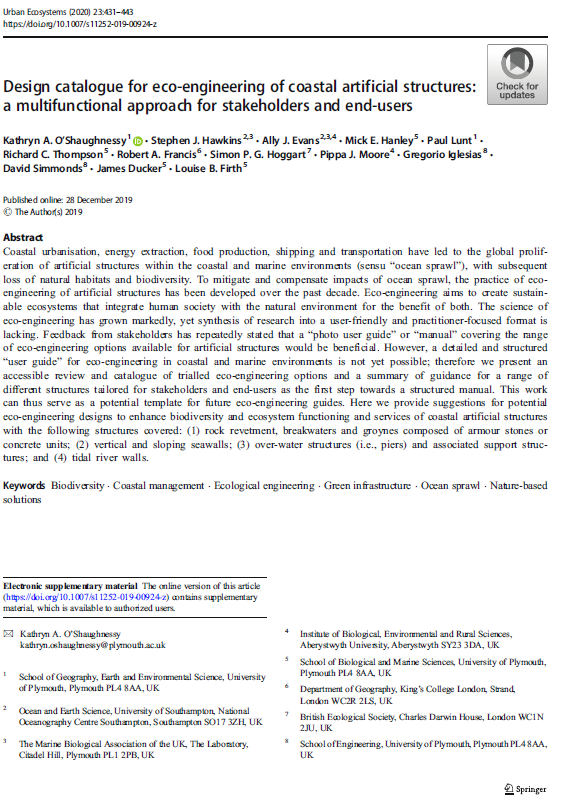 Urban Ecosystems (2020) 23:431–443
https://doi.org/10.1007/s11252-019-00924-z
Check for
updates
Design catalogue for eco-engineering of coastal artificial structures:
a multifunctional approach for stakeholders and end-users
Kathryn A. O'Shaughnessy 1 · Stephen J. Hawkins 2,3 · Ally J. Evans 2,3,4 · Mick E. Hanley 5 · Paul Lunt 1 ·
Richard C. Thompson 5 · Robert A. Francis 6 · Simon P. G. Hoggart 7 · Pippa J. Moore 4 · Gregorio Iglesias 8 ·
David Simmonds 8 · James Ducker 5 · Louise B. Firth 5
Published online: 28 December 2019
© The Author(s) 2019
Abstract
Coastal urbanisation, energy extraction, food production, shipping and transportation have led to the global prolif-
eration of artificial structures within the coastal and marine environments (sensu “ocean sprawl”), with subsequent
loss of natural habitats and biodiversity. To mitigate and compensate impacts of ocean sprawl, the practice of eco-
engineering of artificial structures has been developed over the past decade. Eco-engineering aims to create sustain-
able ecosystems that integrate human society with the natural environment for the benefit of both. The science of
eco-engineering has grown markedly, yet synthesis of research into a user-friendly and practitioner-focused format is
lacking. Feedback from stakeholders has repeatedly stated that a “photo user guide” or “manual” covering the range
of eco-engineering options available for artificial structures would be beneficial. However, a detailed and structured
“user guide” for eco-engineering in coastal and marine environments is not yet possible; therefore we present an
accessible review and catalogue of trialled eco-engineering options and a summary of guidance for a range of
different structures tailored for stakeholders and end-users as the first step towards a structured manual. This work
can thus serve as a potential template for future eco-engineering guides. Here we provide suggestions for potential
eco-engineering designs to enhance biodiversity and ecosystem functioning and services of coastal artificial structures
with the following structures covered: (1) rock revetment, breakwaters and groynes composed of armour stones or
concrete units; (2) vertical and sloping seawalls; (3) over-water structures (i.e., piers) and associated support struc-
tures; and (4) tidal river walls.
Keywords Biodiversity · Coastal management · Ecological engineering · Green infrastructure · Ocean sprawl · Nature-based
solutions
Electronic supplementary material The online version of this article
(https://doi.org/10.1007/s11252-019-00924-z) contains supplementary
material, which is available to authorized users.
Kathryn A. O'Shaughnessy
kathryn.oshaughnessy@plymouth.ac.uk
1 School of Geography, Earth and Environmental Science, University
of Plymouth, Plymouth PL4 8AA, UK
2 Ocean and Earth Science, University of Southampton, National
Oceanography Centre Southampton, Southampton SO17 3ZH, UK
3 The Marine Biological Association of the UK, The Laboratory,
Citadel Hill, Plymouth PL1 2PB, UK
4 Institute of Biological, Environmental and Rural Sciences,
Aberystwyth University, Aberystwyth SY23 3DA, UK
5 School of Biological and Marine Sciences, University of Plymouth,
Plymouth PL4 8AA, UK
6 Department of Geography, King's College London, Strand,
London WC2R 2LS, UK
7 British Ecological Society, Charles Darwin House, London WC1N
2JU, UK
8 School of Engineering, University of Plymouth, Plymouth PL4 8AA,
UK
Springer